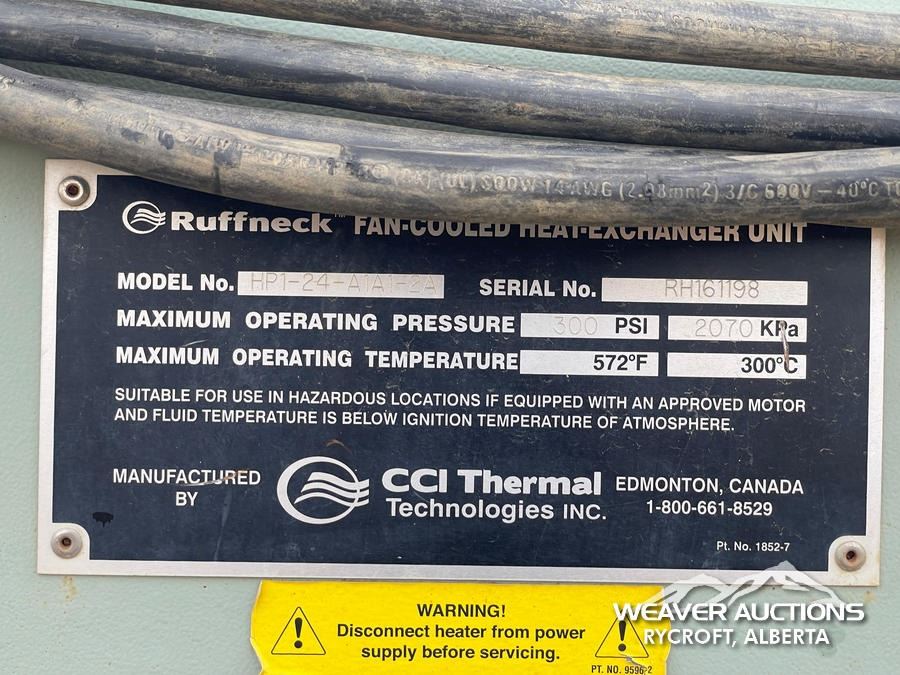 (UL) SOOW 14 AWG (2.08mm2) 3/C 600V – 40°C
Ruffneck™ FAN-COOLED HEAT-EXCHANGER UNIT
MODEL No. HP1-24-A1A1-2A SERIAL No. RH161198
MAXIMUM OPERATING PRESSURE 300 PSI 2070 KPa
MAXIMUM OPERATING TEMPERATURE 572°F 300°C
SUITABLE FOR USE IN HAZARDOUS LOCATIONS IF EQUIPPED WITH AN APPROVED MOTOR
AND FLUID TEMPERATURE IS BELOW IGNITION TEMPERATURE OF ATMOSPHERE.
MANUFACTURED
BY
CCI Thermal
Technologies INC.
EDMONTON, CANADA
1-800-661-8529
Pt. No. 1852-7
WARNING!
Disconnect heater from power
supply before servicing.
PT. NO. 9596-2
WEAVER AUCTIONS
RYCROFT, ALBERTA